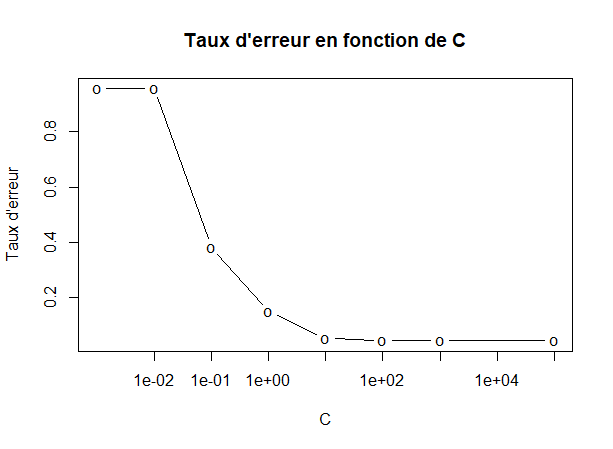 Taux d'erreur en fonction de C
Taux d'erreur
0.8
0.6
0.4
0.2
1e-02 1e-01 1e+00 1e+02 1e+04
C